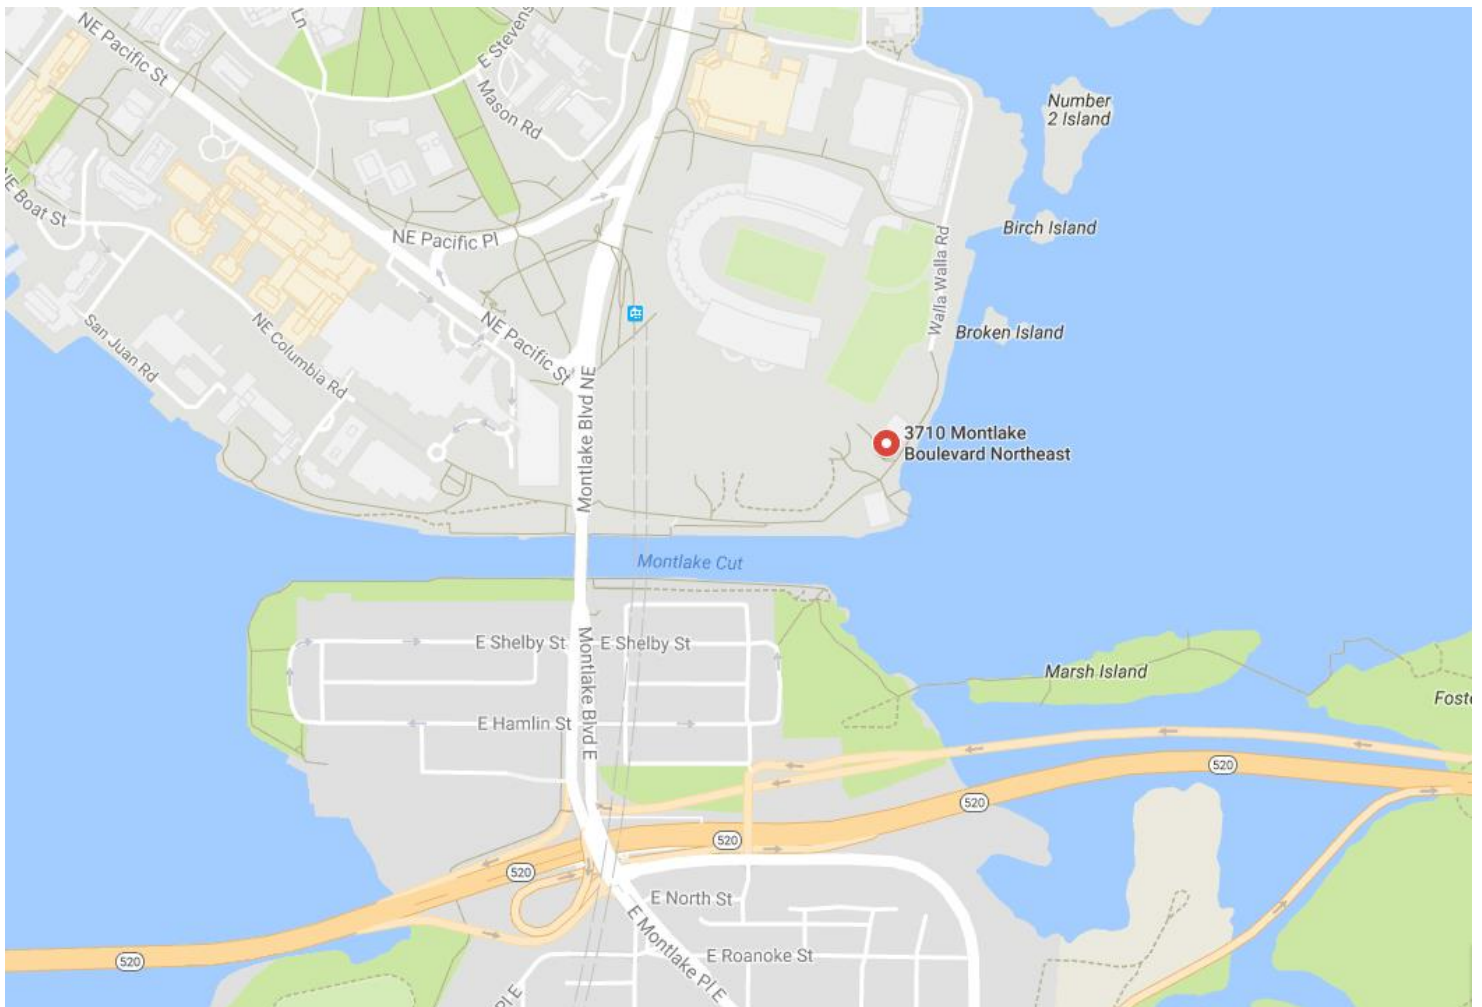 NE Pacific St
Ln
E Stevens
Mason Rd
Number
2 Island
Birch Island
NE Boat St
NE Pacific Pl
Walla Walla Rd
Broken Island
San Juan Rd
NE Columbia Rd
NE Pacific St
Montlake Blvd NE
3710 Montlake
Boulevard Northeast
Montlake Cut
E Shelby St
E Shelby St
Montlake Blvd E
Marsh Island
Foste
E Hamlin St
520
520
520
520
520
E North St
E Montlake Pl E
E Roanoke St
Pl E